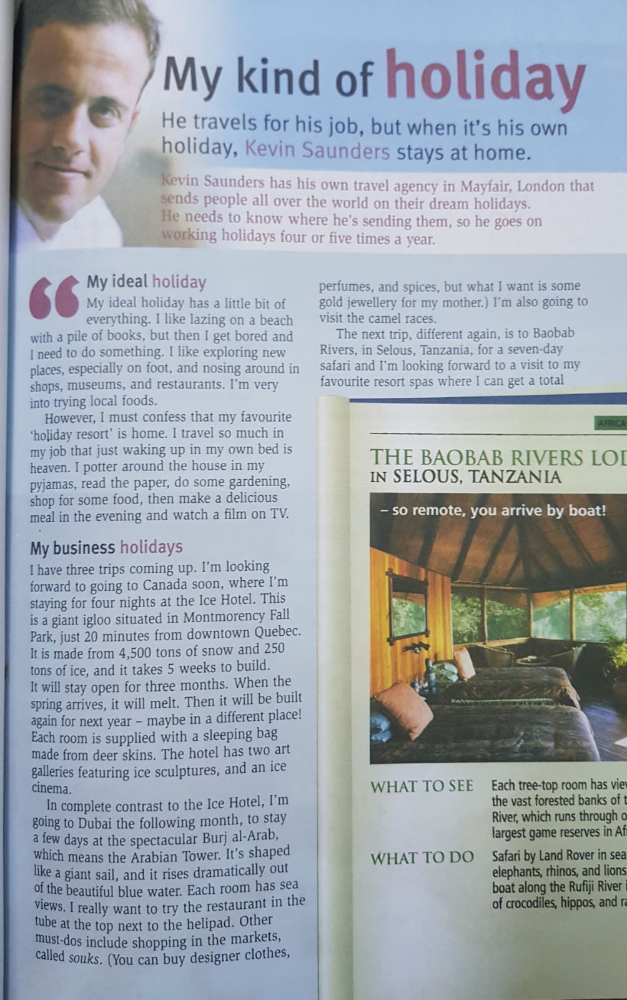 My kind of holiday
He travels for his job, but when it's his own
holiday, Kevin Saunders stays at home.
Kevin Saunders has his own travel agency in Mayfair, London that
sends people all over the world on their dream holidays.
He needs to know where he's sending them, so he goes on
working holidays four or five times a year.
“
My ideal holiday
My ideal holiday has a little bit of
everything. I like lazing on a beach
with a pile of books, but then I get bored and
I need to do something. I like exploring new
places, especially on foot, and nosing around in
shops, museums, and restaurants. I'm very
into trying local foods.
However, I must confess that my favourite
'holiday resort' is home. I travel so much in
my job that just waking up in my own bed is
heaven. I potter around the house in my
pyjamas, read the paper, do some gardening,
shop for some food, then make a delicious
meal in the evening and watch a film on TV.
My business holidays
I have three trips coming up. I'm looking
forward to going to Canada soon, where I'm
staying for four nights at the Ice Hotel. This
is a giant igloo situated in Montmorency Fall
Park, just 20 minutes from downtown Quebec.
It is made from 4,500 tons of snow and 250
tons of ice, and it takes 5 weeks to build.
It will stay open for three months. When the
spring arrives, it will melt. Then it will be built
again for next year – maybe in a different place!
Each room is supplied with a sleeping bag
made from deer skins. The hotel has two art
galleries featuring ice sculptures, and an ice
cinema.
In complete contrast to the Ice Hotel, I'm
going to Dubai the following month, to stay
a few days at the spectacular Burj al-Arab,
which means the Arabian Tower. It's shaped
like a giant sail, and it rises dramatically out
of the beautiful blue water. Each room has sea
views. I really want to try the restaurant in the
tube at the top next to the helipad. Other
must-dos include shopping in the markets,
called souks. (You can buy designer clothes,
perfumes, and spices, but what I want is some
gold jewellery for my mother.) I'm also going to
visit the camel races.
The next trip, different again, is to Baobab
Rivers, in Selous, Tanzania, for a seven-day
safari and I'm looking forward to a visit to my
favourite resort spas where I can get a total
AFRICA
THE BAOBAB RIVERS LO
IN SELOUS, TANZANIA
– so remote, you arrive by boat!
WHAT TO SEE
Each tree-top room has vie
the vast forested banks of t
River, which runs through o
largest game reserves in Af
WHAT TO DO
Safari by Land Rover in sea
elephants, rhinos, and lions
boat along the Rufiji River i
of crocodiles, hippos, and ra